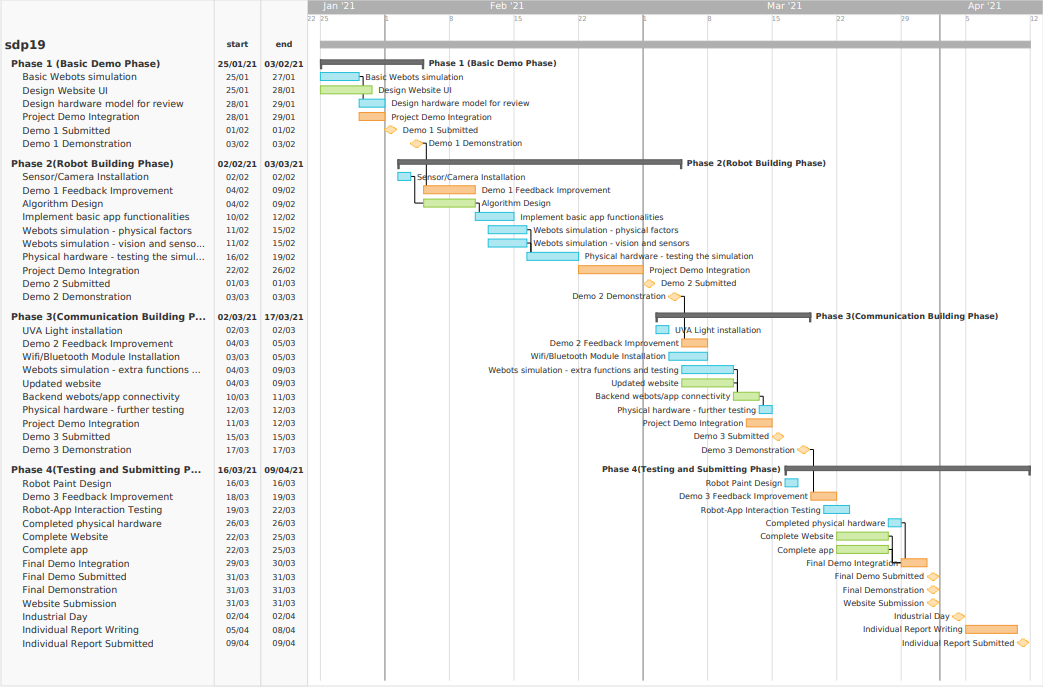 Jan '21 Feb '21 Mar '21 Apr '21
22 25 1 8 15 22 1 8 15 22 29 5 12
sdp19 start end
Phase 1 (Basic Demo Phase) 25/01/21 03/02/21 Phase 1 (Basic Demo Phase)
Basic Webots simulation 25/01 27/01 Basic Webots simulation
Design Website UI 25/01 28/01 Design Website UI
Design hardware model for review 28/01 29/01 Design hardware model for review
Project Demo Integration 28/01 29/01 Project Demo Integration
Demo 1 Submitted 01/02 01/02 Demo 1 Submitted
Demo 1 Demonstration 03/02 03/02 Demo 1 Demonstration
Phase 2(Robot Building Phase) 02/02/21 03/03/21 Phase 2(Robot Building Phase)
Sensor/Camera Installation 02/02 02/02 Sensor/Camera Installation
Demo 1 Feedback Improvement 04/02 09/02 Demo 1 Feedback Improvement
Algorithm Design 04/02 09/02 Algorithm Design
Implement basic app functionalities 10/02 12/02 Implement basic app functionalities
Webots simulation - physical factors 11/02 15/02 Webots simulation - physical factors
Webots simulation - vision and senso... 11/02 15/02 Webots simulation - vision and sensors
Physical hardware - testing the simul... 16/02 19/02 Physical hardware - testing the simulation
Project Demo Integration 22/02 26/02 Project Demo Integration
Demo 2 Submitted 01/03 01/03 Demo 2 Submitted
Demo 2 Demonstration 03/03 03/03 Demo 2 Demonstration
Phase 3(Communication Building P... 02/03/21 17/03/21 Phase 3(Communication Building Phase)
UVA Light installation 02/03 02/03 UVA Light installation
Demo 2 Feedback Improvement 04/03 05/03 Demo 2 Feedback Improvement
Wifi/Bluetooth Module Installation 03/03 05/03 Wifi/Bluetooth Module Installation
Webots simulation - extra functions ... 04/03 09/03 Webots simulation - extra functions and testing
Updated website 04/03 09/03 Updated website
Backend webots/app connectivity 10/03 11/03 Backend webots/app connectivity
Physical hardware - further testing 12/03 12/03 Physical hardware - further testing
Project Demo Integration 11/03 12/03 Project Demo Integration
Demo 3 Submitted 15/03 15/03 Demo 3 Submitted
Demo 3 Demonstration 17/03 17/03 Demo 3 Demonstration
Phase 4(Testing and Submitting P... 16/03/21 09/04/21 Phase 4(Testing and Submitting Phase)
Robot Paint Design 16/03 16/03 Robot Paint Design
Demo 3 Feedback Improvement 18/03 19/03 Demo 3 Feedback Improvement
Robot-App Interaction Testing 19/03 22/03 Robot-App Interaction Testing
Completed physical hardware 26/03 26/03 Completed physical hardware
Complete Website 22/03 25/03 Complete Website
Complete app 22/03 25/03 Complete app
Final Demo Integration 29/03 30/03 Final Demo Integration
Final Demo Submitted 31/03 31/03 Final Demo Submitted
Final Demonstration 31/03 31/03 Final Demonstration
Website Submission 31/03 31/03 Website Submission
Industrial Day 02/04 02/04 Industrial Day
Individual Report Writing 05/04 08/04 Individual Report Writing
Individual Report Submitted 09/04 09/04 Individual Report Submitted